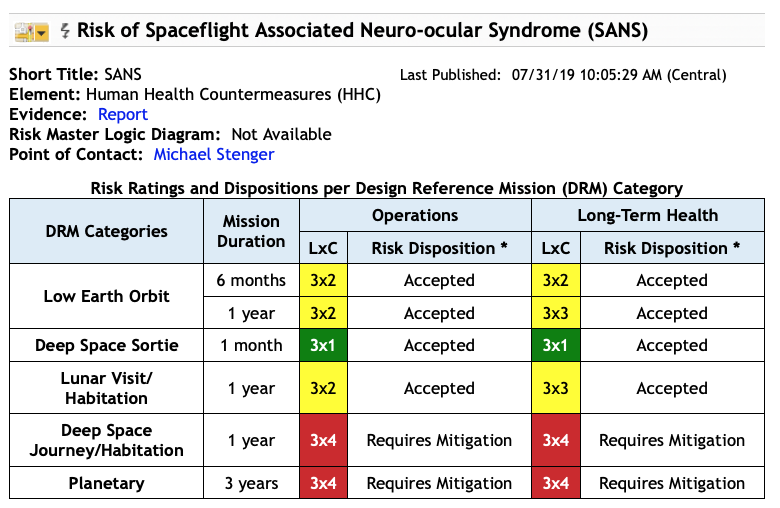 Risk of Spaceflight Associated Neuro-ocular Syndrome (SANS)
Short Title: SANS
Last Published: 07/31/19 10:05:29 AM (Central)
Element: Human Health Countermeasures (HHC)
Evidence: Report
Risk Master Logic Diagram: Not Available
Point of Contact: Michael Stenger
Risk Ratings and Dispositions per Design Reference Mission (DRM) Category
DRM Categories
Mission
Duration
Operations
Long-Term Health
LxC
Risk Disposition *
LxC
Risk Disposition *
Low Earth Orbit
6 months
3x2
Accepted
3x2
Accepted
1 year
3x2
Accepted
3x3
Accepted
Deep Space Sortie
1 month
3x1
Accepted
3x1
Accepted
Lunar Visit/
Habitation
1 year
3x2
Accepted
3x3
Accepted
Deep Space
Journey/Habitation
1 year
3x4
Requires Mitigation
3x4
Requires Mitigation
Planetary
3 years
3x4
Requires Mitigation
3x4
Requires Mitigation